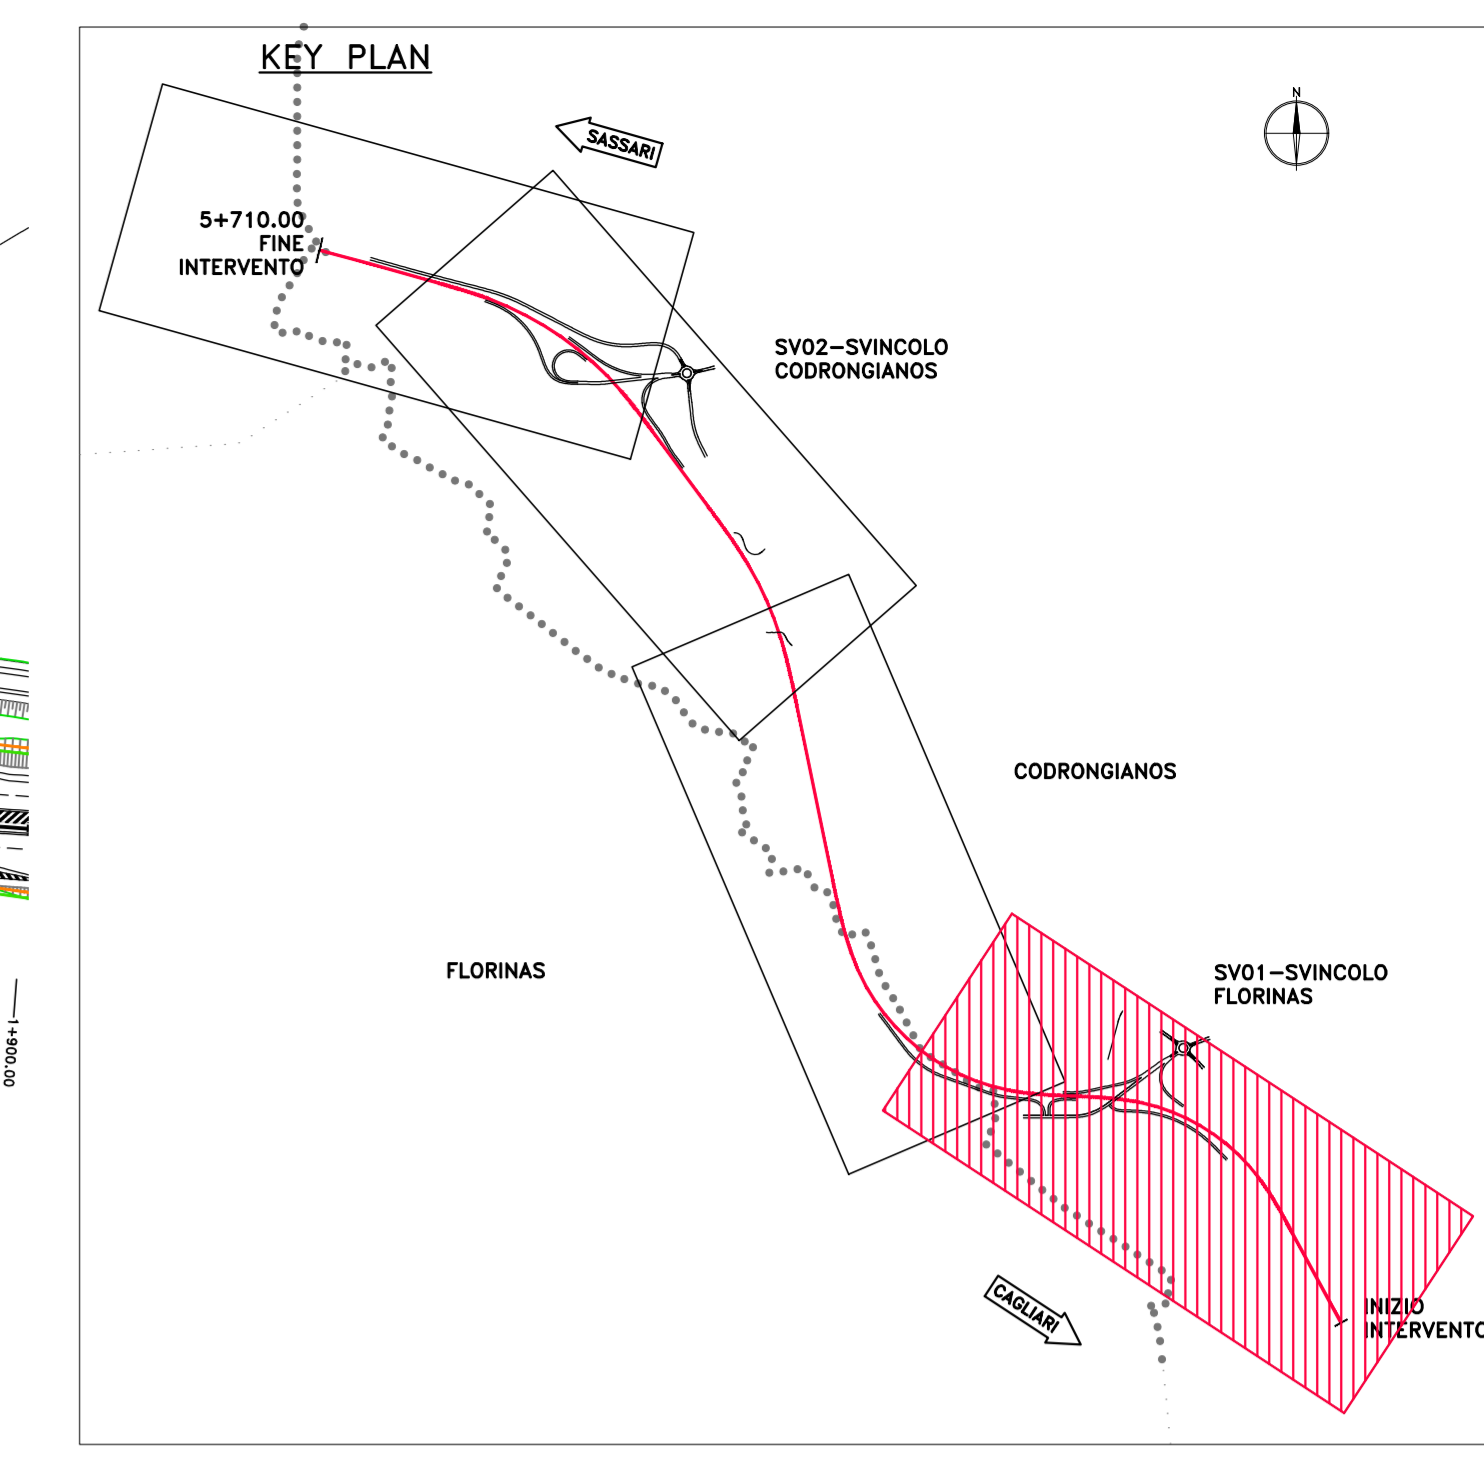 KEY PLAN
N
SASSARI
5+710.00
FINE
INTERVENTO
SV02-SVINCOLO
CODRONGIANOS
CODRONGIANOS
FLORINAS
SV01-SVINCOLO
FLORINAS
1+900.00
CAGLIARI
INIZIO
INTERVENTO